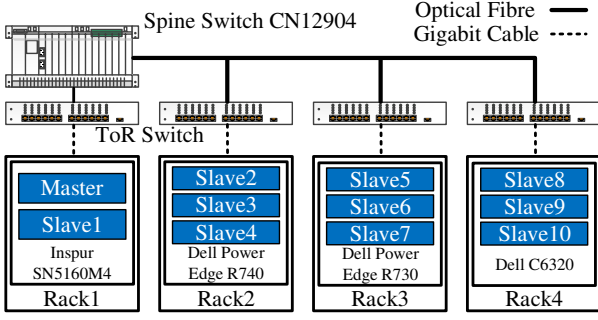 Spine Switch CN12904
Optical Fibre
Gigabit Cable
ToR Switch
Master
Slave1
Inspur
SN5160M4
Rack1
Slave2
Slave3
Slave4
Dell Power
Edge R740
Rack2
Slave5
Slave6
Slave7
Dell Power
Edge R730
Rack3
Slave8
Slave9
Slave10
Dell C6320
Rack4